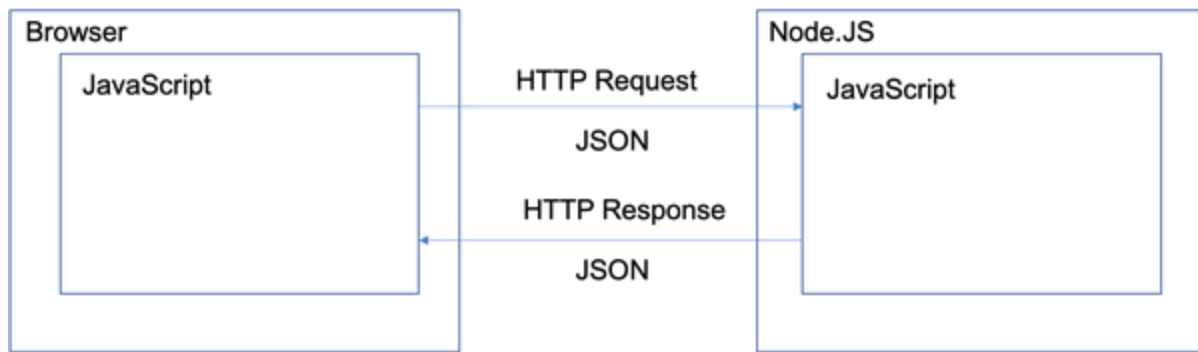 Browser
JavaScript
HTTP Request
JSON
HTTP Response
JSON
Node.JS
JavaScript